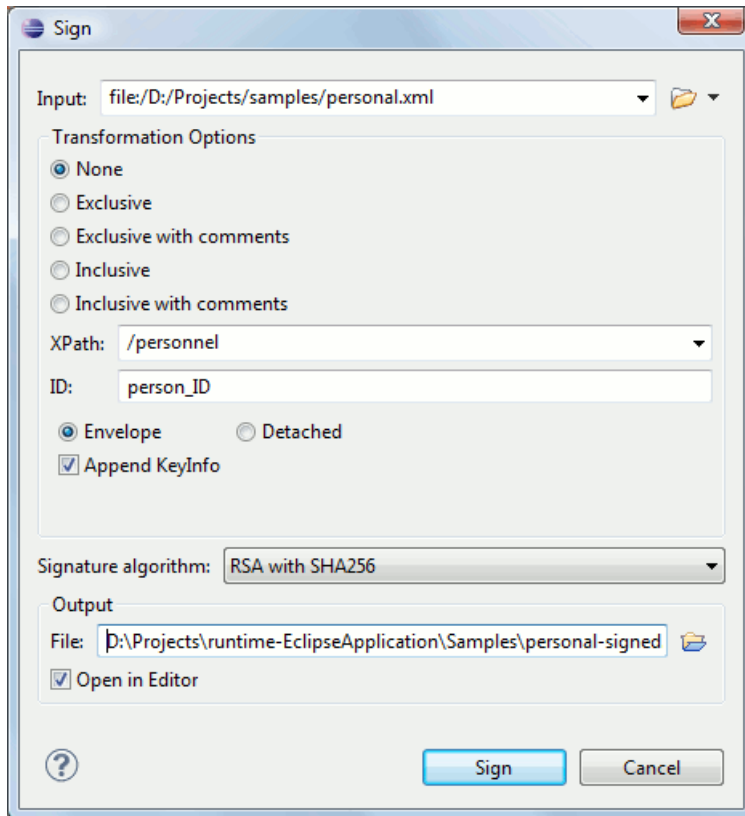 Sign
Input: file:/D:/Projects/samples/personal.xml
Transformation Options
None
Exclusive
Exclusive with comments
Inclusive
Inclusive with comments
XPath: /personnel
ID: person_ID
Envelope Detached
Append KeyInfo
Signature algorithm: RSA with SHA256
Output
File: D:\Projects\runtime-EclipseApplication\Samples\personal-signed
Open in Editor
? Sign Cancel